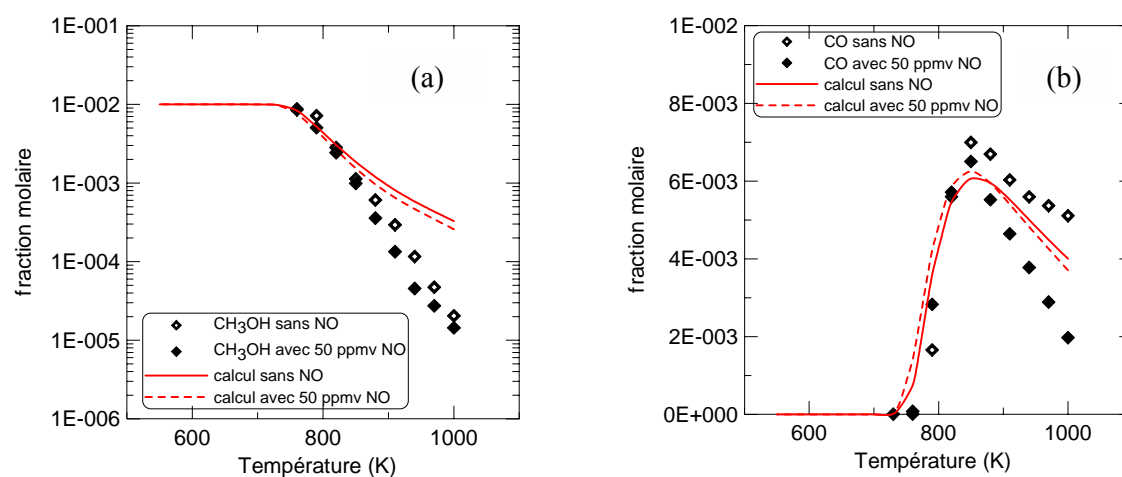 1E-001
1E-002
1E-003
1E-004
1E-005
1E-006
fraction molaire
(a)
CH3OH sans NO
CH3OH avec 50 ppmv NO
calcul sans NO
calcul avec 50 ppmv NO
600
800
1000
Température (K)
1E-002
8E-003
6E-003
4E-003
2E-003
0E+000
fraction molaire
CO sans NO
CO avec 50 ppmv NO
calcul sans NO
calcul avec 50 ppmv NO
(b)
600
800
1000
Température (K)